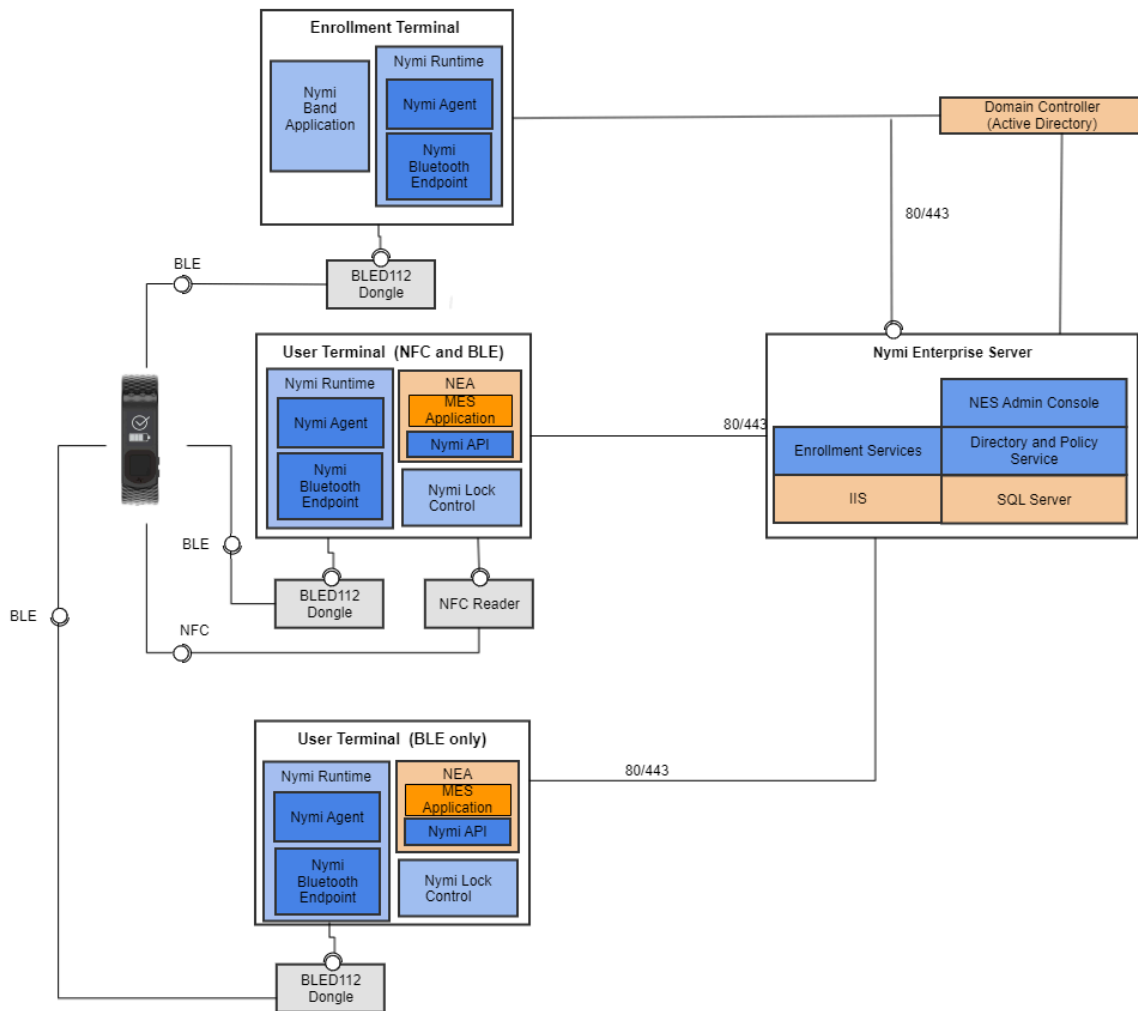 Enrollment Terminal
Nymi Runtime
Nymi
Band
Application
Nymi Agent
Nymi
Bluetooth
Endpoint
Domain Controller
(Active Directory)
80/443
BLE
BLED112
Dongle
User Terminal (NFC and BLE)
Nymi Runtime
Nymi Agent
Nymi
Bluetooth
Endpoint
NEA
MES
Application
Nymi API
Nymi Lock
Control
80/443
Nymi Enterprise Server
NES Admin Console
Enrollment Services
Directory and Policy
Service
IIS
SQL Server
BLE
BLED112
Dongle
NFC Reader
BLE
NFC
User Terminal (BLE only)
Nymi Runtime
Nymi Agent
Nymi
Bluetooth
Endpoint
NEA
MES
Application
Nymi API
Nymi Lock
Control
80/443
BLED112
Dongle